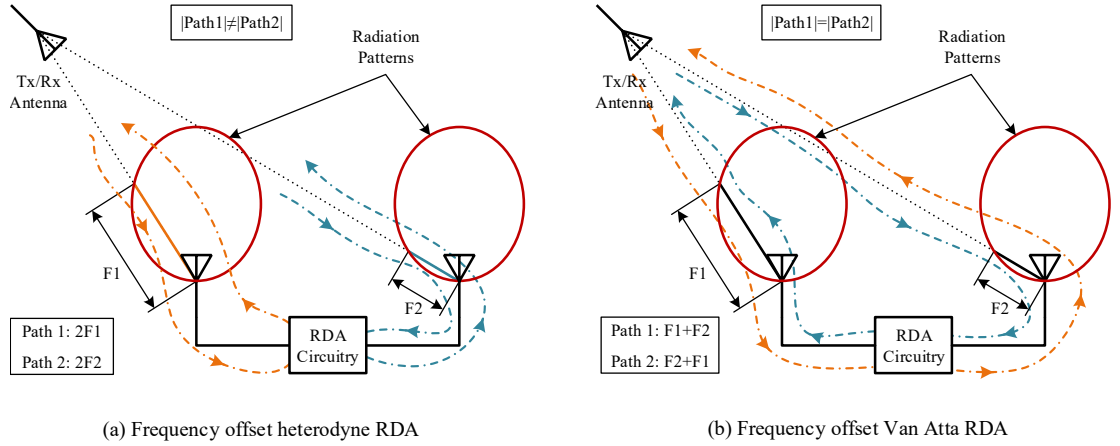 |Path1|≠|Path2|
Radiation
Patterns
Tx/Rx
Antenna
F1
F2
RDA
Circuitry
Path 1: 2F1
Path 2: 2F2
(a) Frequency offset heterodyne RDA
|Path1|=|Path2|
Radiation
Patterns
Tx/Rx
Antenna
F1
F2
RDA
Circuitry
Path 1: F1+F2
Path 2: F2+F1
(b) Frequency offset Van Atta RDA